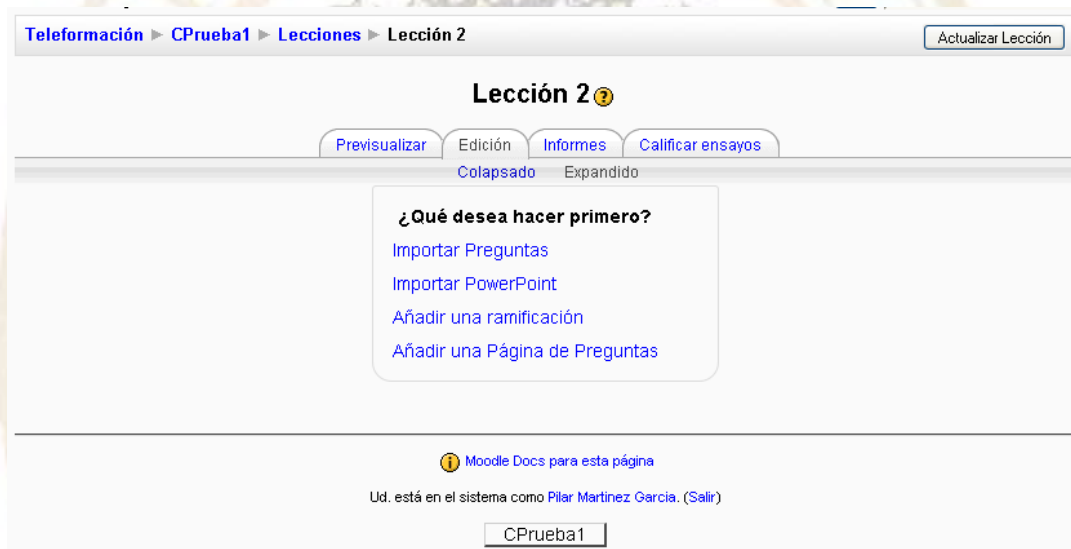 Teleformación ► CPrueba1 ► Lecciones ► Lección 2
Actualizar Lección
Lección 2
Previsualizar Edición Informes Calificar ensayos
Colapsado Expandido
¿Qué desea hacer primero?
Importar Preguntas
Importar PowerPoint
Añadir una ramificación
Añadir una Página de Preguntas
Moodle Docs para esta página
Ud. está en el sistema como Pilar Martinez Garcia. (Salir)
CPrueba1